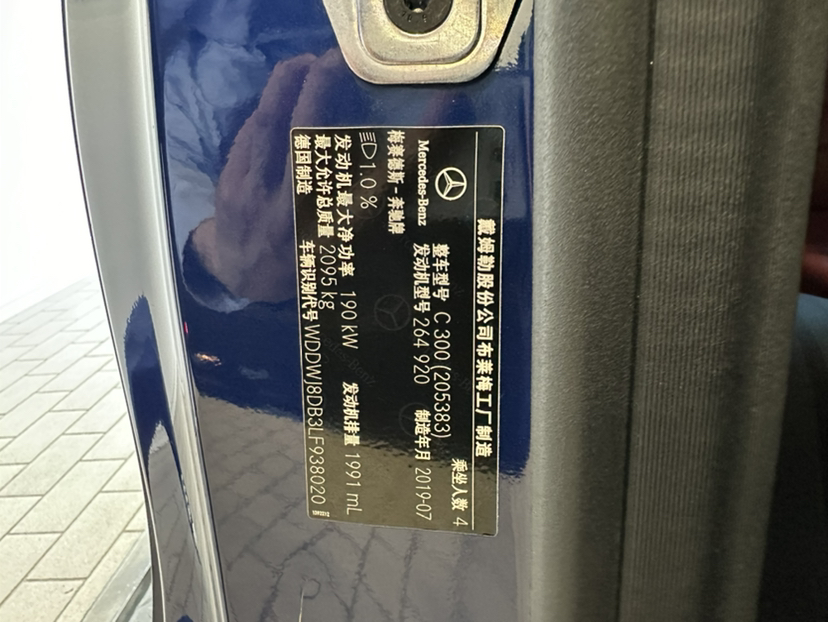 戴姆勒股份公司布莱梅工厂制造
Mercedes-Benz
梅赛德斯-奔驰牌
整车型号 C 300 (205383)
乘坐人数 4
发动机型号 264 920
制造年月 2019-07
1.0 %
发动机最大净功率 190 kW
发动机排量 1991 mL
最大允许总质量 2095 kg
德国制造
车辆识别代号 WDDWJ8DB3LF938020